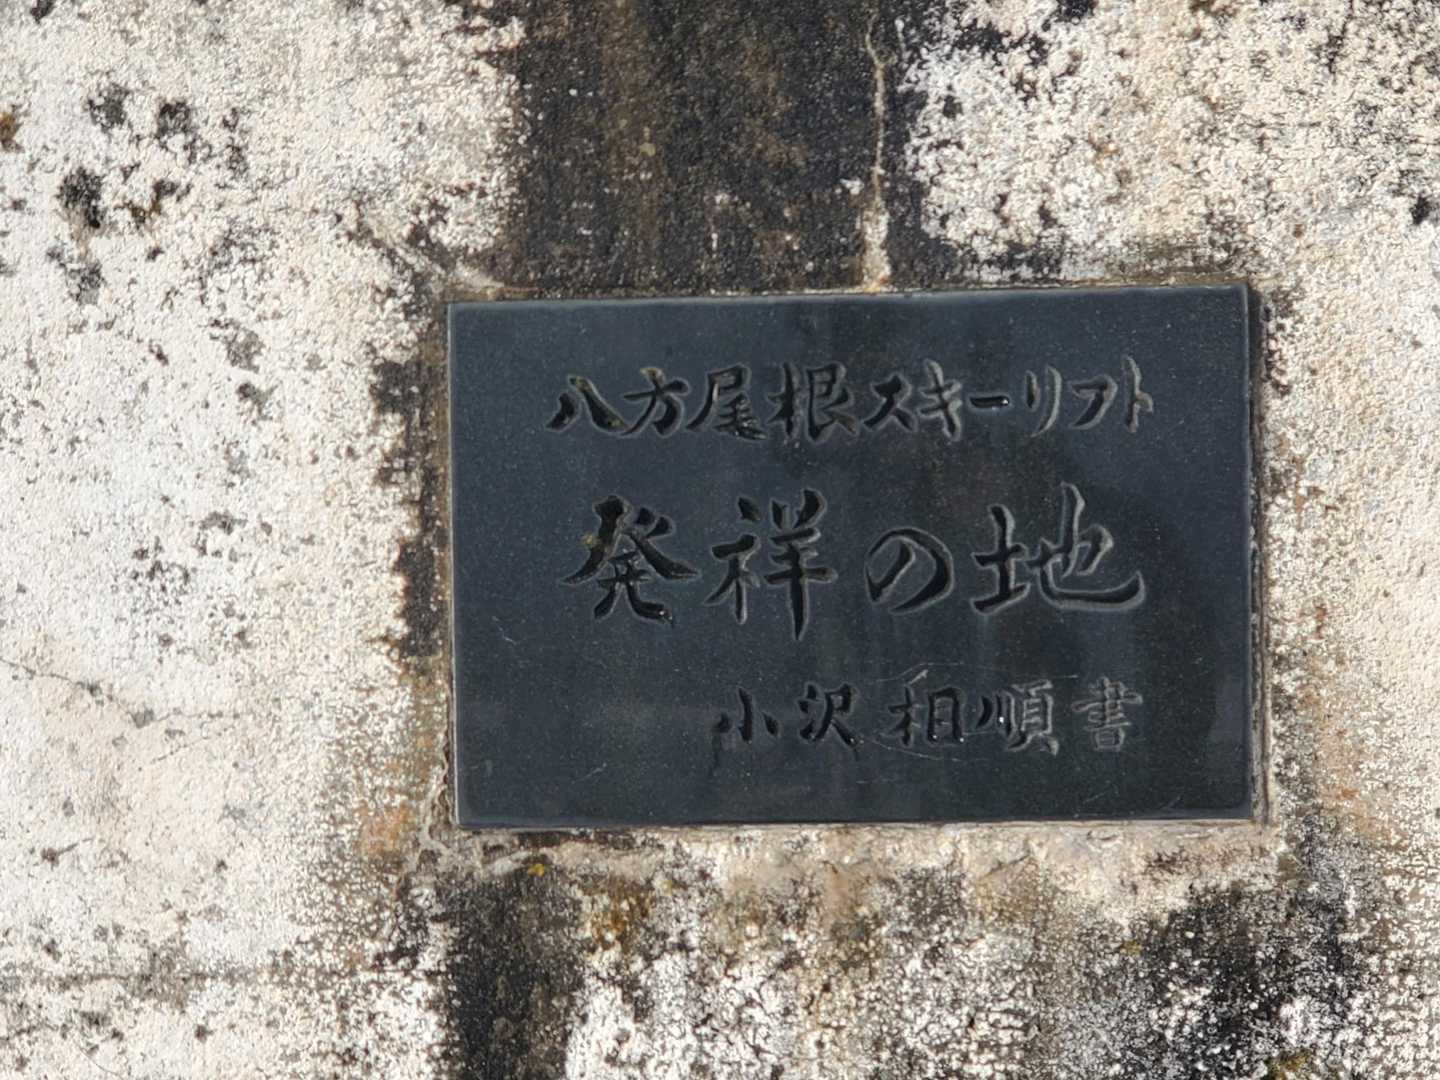 八方尾根スキーリフト
発祥の地
小沢相順書